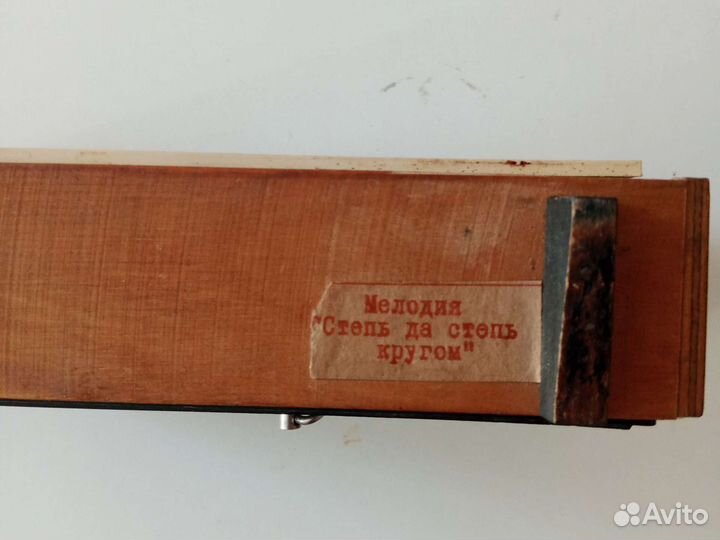 Мелодия
"Степь да степь
кругом"
Avito